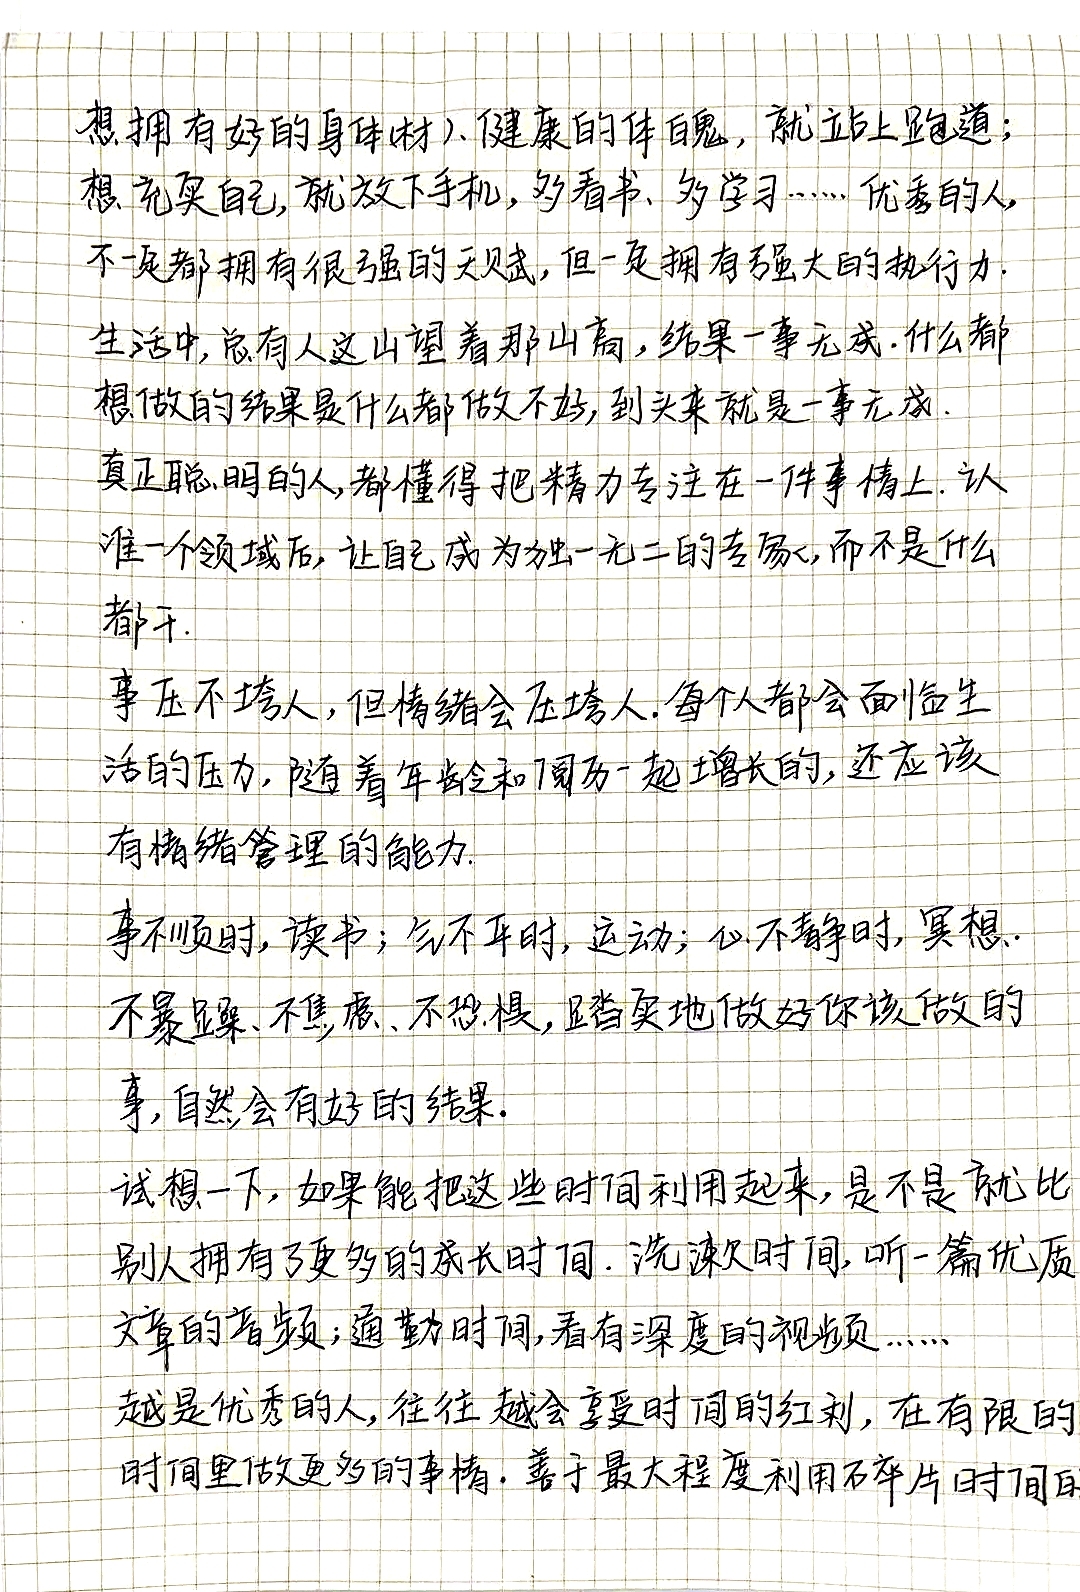 想拥有好的身体(材)、健康的体魄，就站上跑道；
想充实自己，就放下手机，多看书、多学习……优秀的人，
不一定都拥有很强的天赋，但一定拥有强大的执行力.
生活中，总有人这山望着那山高，结果一事无成.什么都
想做的结果是什么都做不好，到头来就是一事无成.
真正聪明的人，都懂得把精力专注在一件事情上.认
准一个领域后，让自己成为独一无二的专家，而不是什么
都干.
事压不垮人，但情绪会压垮人.每个人都会面临生
活的压力，随着年龄和阅历一起增长的，还应该
有情绪管理的能力.
事不顺时，读书；气不平时，运动；心不静时，冥想.
不暴躁、不焦虑、不恐惧，踏实地做好你该做的
事，自然会有好的结果.
试想一下，如果能把这些时间利用起来，是不是就比
别人拥有了更多的成长时间.洗漱时间，听一篇优质
文章的音频；通勤时间，看有深度的视频……
越是优秀的人，往往越会享受时间的红利，在有限的
时间里做更多的事情.善于最大程度利用碎片时间的